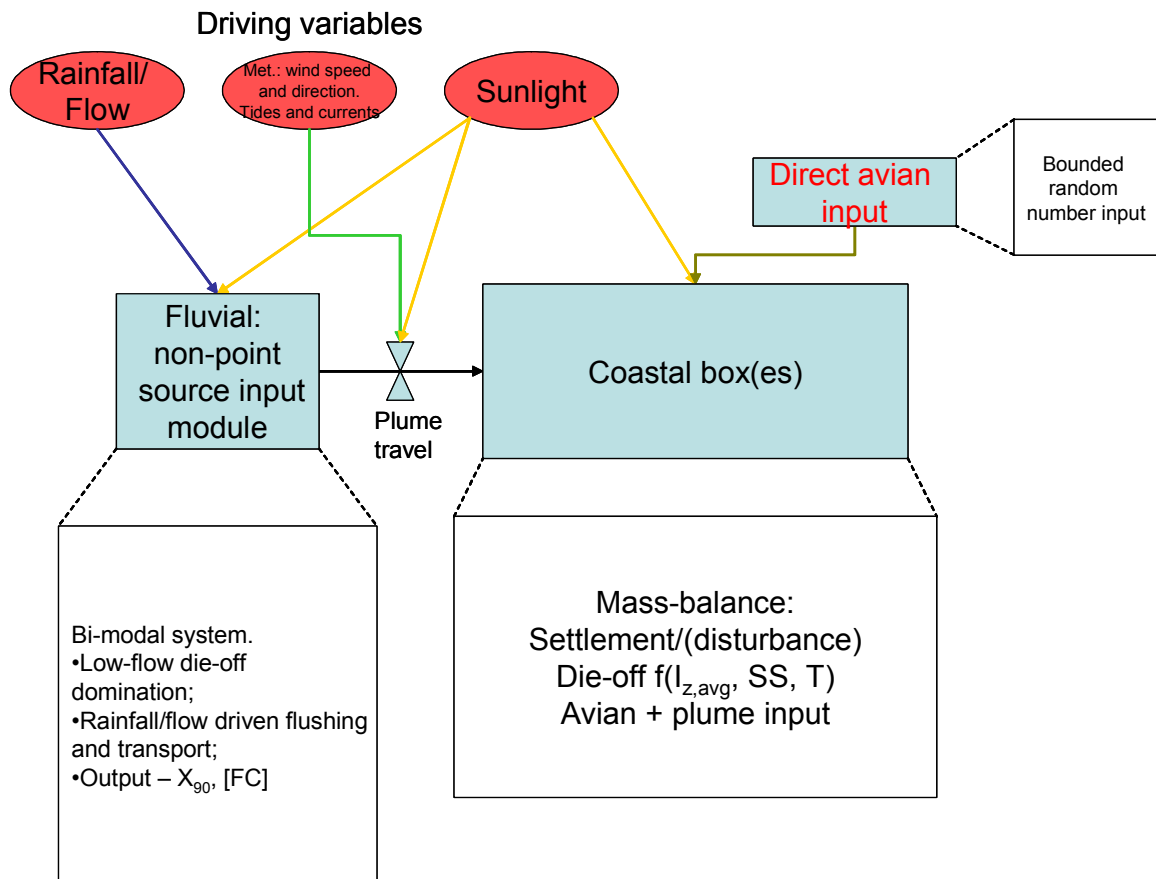 Driving variables
Rainfall/
Flow
Met.: wind speed
and direction.
Tides and currents
Sunlight
Direct avian
input
Bounded
random
number input
Fluvial:
non-point
source input
module
Plume
travel
Coastal box(es)
Bi-modal system.
•Low-flow die-off
domination;
•Rainfall/flow driven flushing
and transport;
•Output – X90, [FC]
Mass-balance:
Settlement/(disturbance)
Die-off f(Iz,avg, SS, T)
Avian + plume input